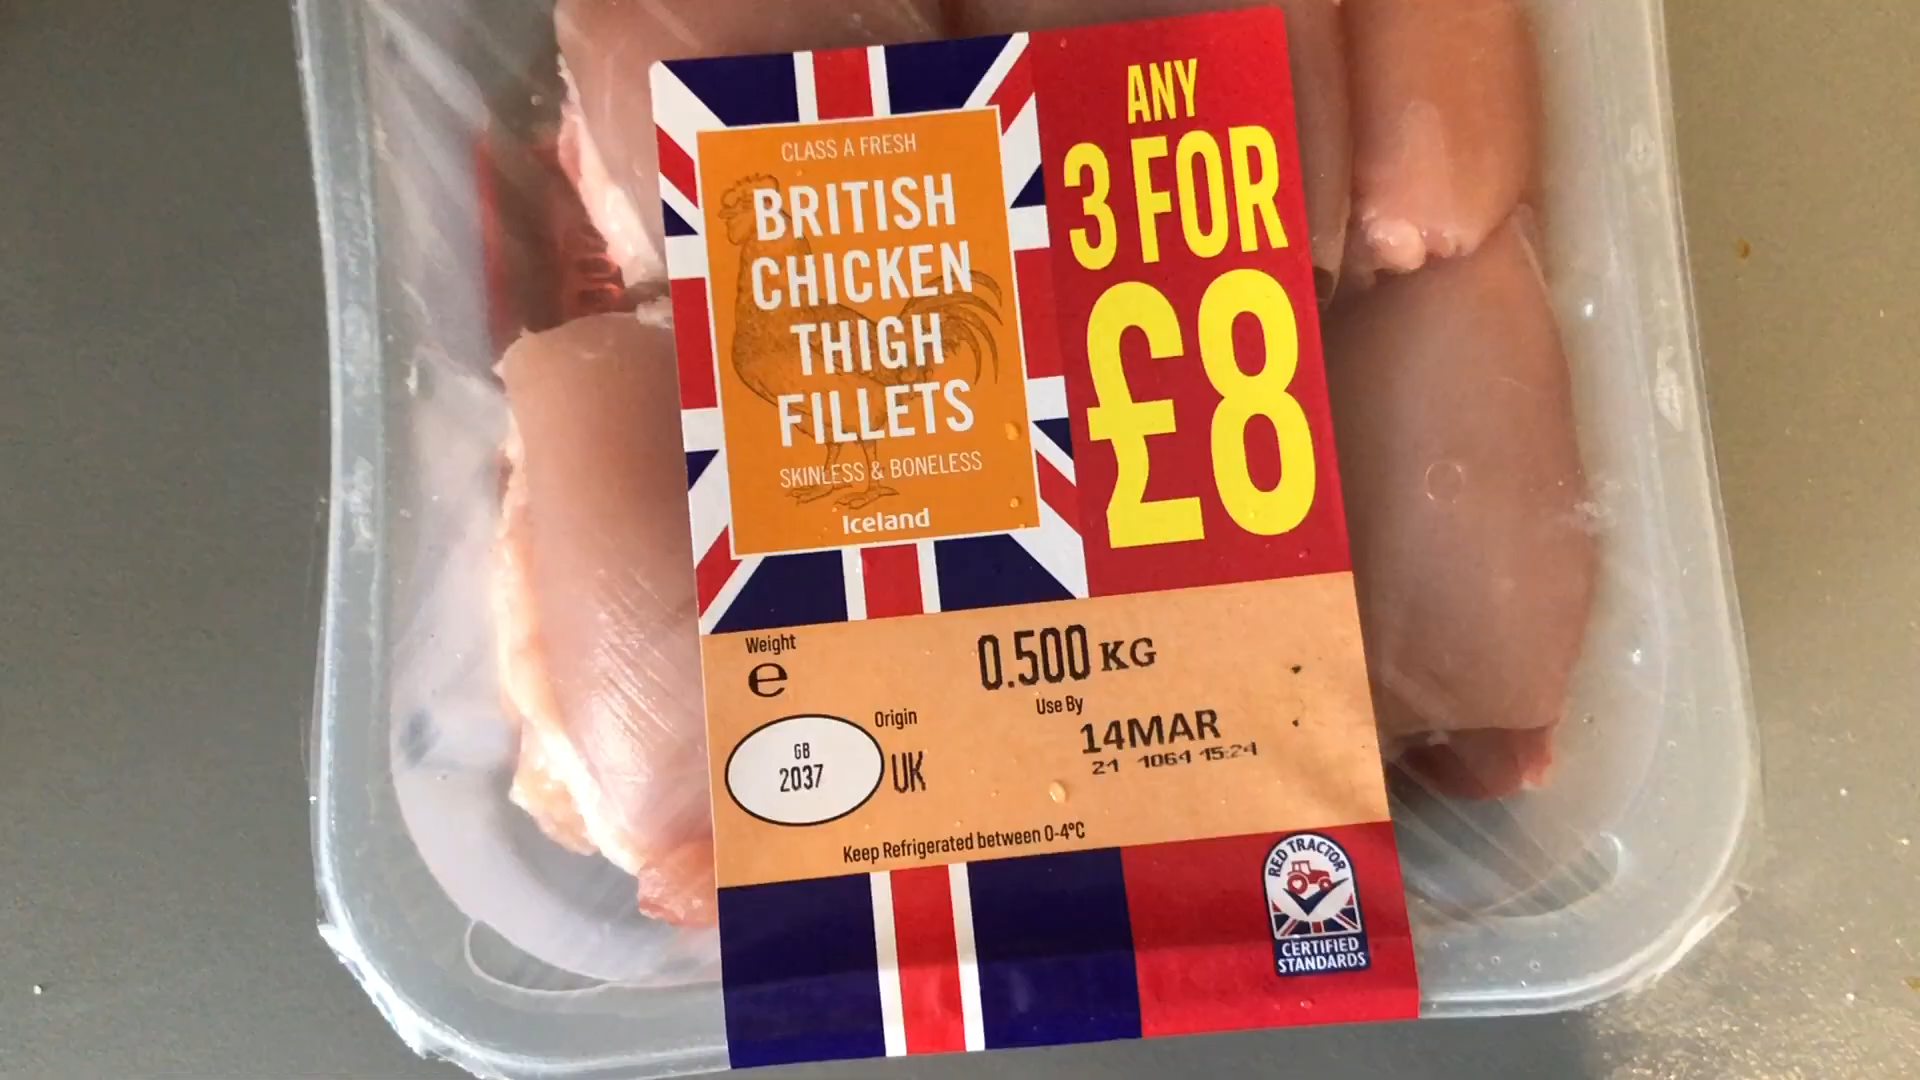 CLASS A FRESH
BRITISH
CHICKEN
THIGH
FILLETS
SKINLESS & BONELESS
Iceland
ANY
3 FOR
£8
Weight
e
0.500 KG
Use By
14MAR
21 1064 15:24
Origin
UK
GB
2037
Keep Refrigerated between 0-4°C
RED TRACTOR
CERTIFIED
STANDARDS